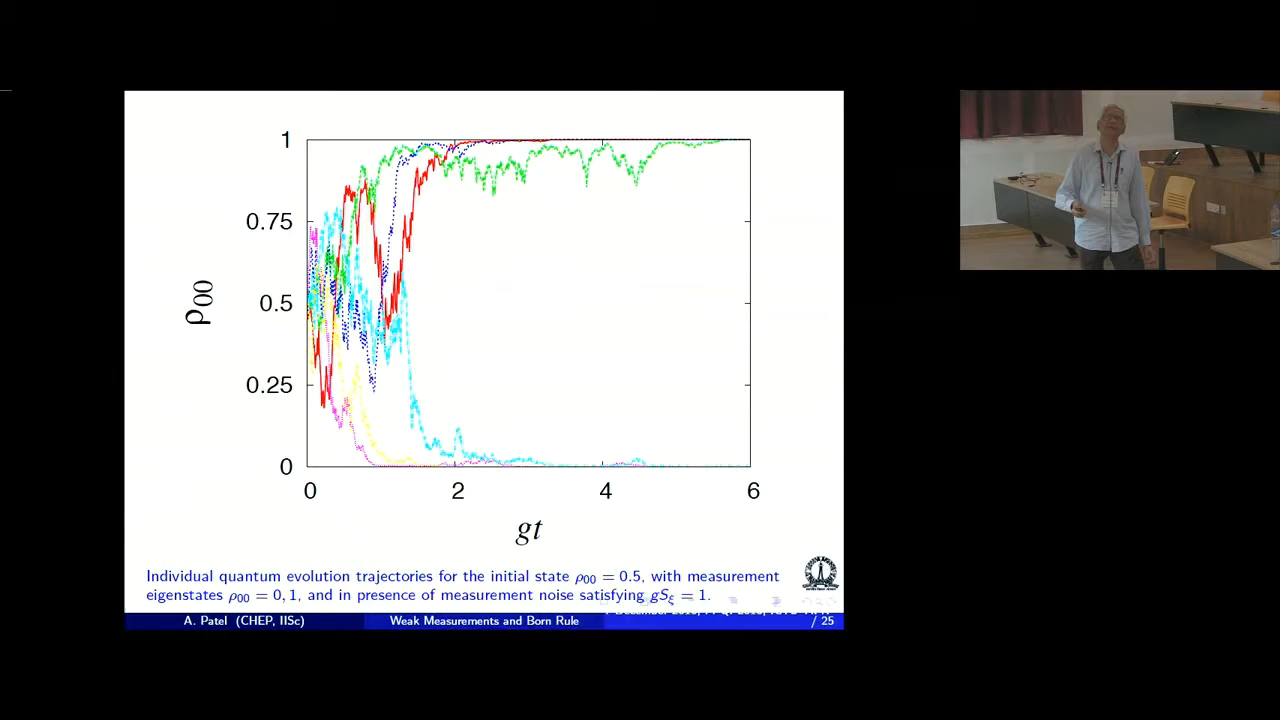 1
0.75
0.5
0.25
0
ρ00
0 2 4 6
gt
Individual quantum evolution trajectories for the initial state ρ00 = 0.5, with measurement
eigenstates ρ00 = 0, 1, and in presence of measurement noise satisfying gSξ = 1.
A. Patel (CHEP, IISc) Weak Measurements and Born Rule / 25